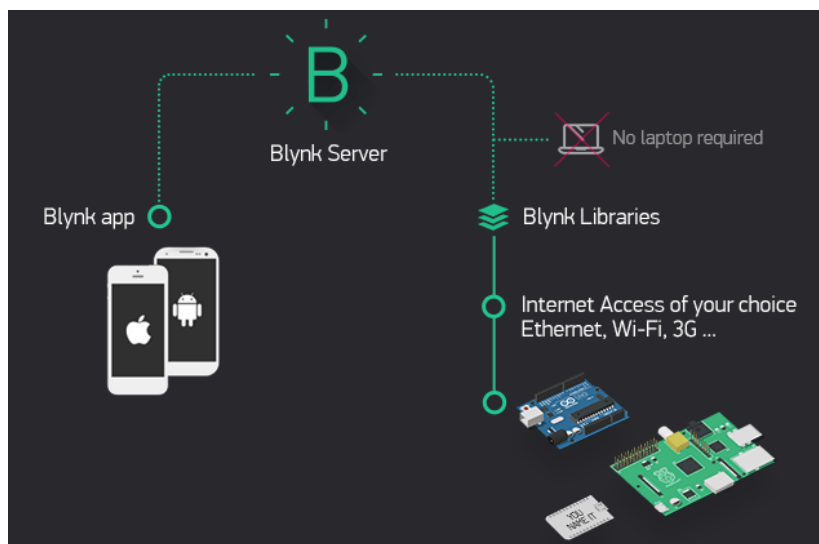 B
Blynk Server
No laptop required
Blynk app
Blynk Libraries
Internet Access of your choice
Ethernet, Wi-Fi, 3G ...
UNO
YOU
NAME IT